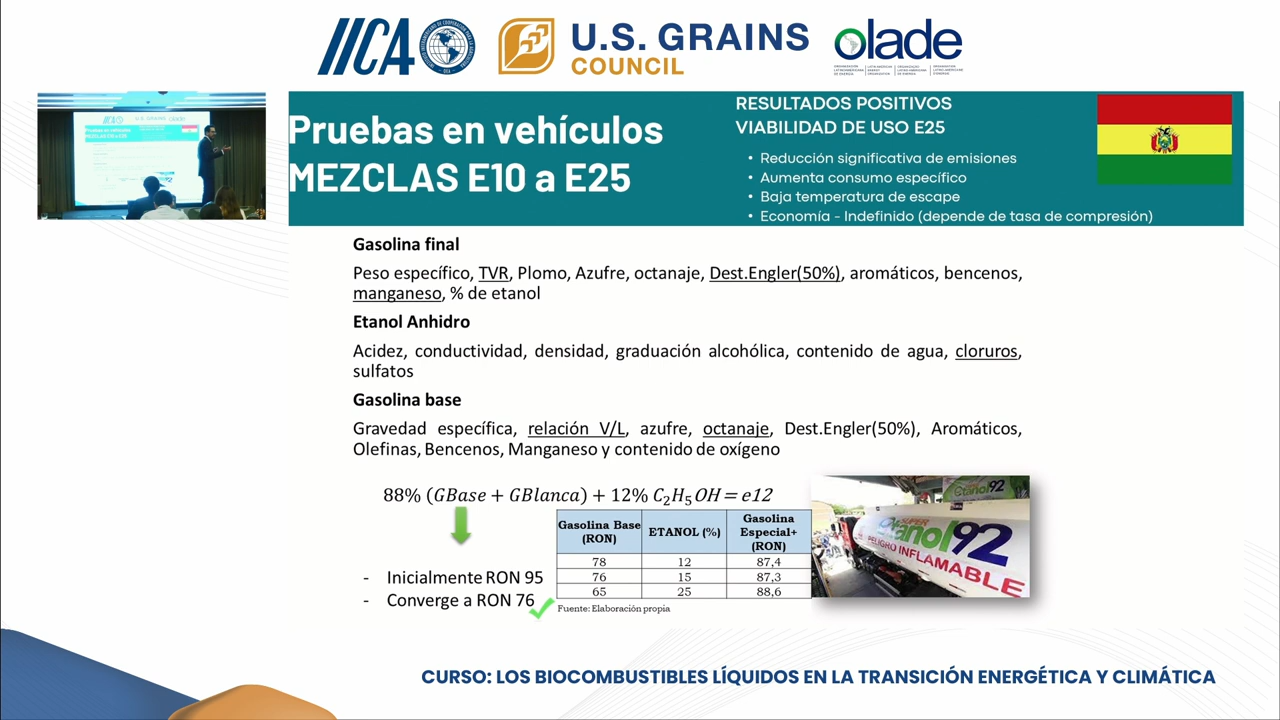 IICA
U.S. GRAINS
COUNCIL
olade
Pruebas en vehículos
MEZCLAS E10 a E25
RESULTADOS POSITIVOS
VIABILIDAD DE USO E25
• Reducción significativa de emisiones
• Aumenta consumo específico
• Baja temperatura de escape
• Economía - Indefinido (depende de tasa de compresión)
Gasolina final
Peso específico, TVR, Plomo, Azufre, octanaje, Dest.Engler(50%), aromáticos, bencenos,
manganeso, % de etanol
Etanol Anhidro
Acidez, conductividad, densidad, graduación alcohólica, contenido de agua, cloruros,
sulfatos
Gasolina base
Gravedad específica, relación V/L, azufre, octanaje, Dest.Engler(50%), Aromáticos,
Olefinas, Bencenos, Manganeso y contenido de oxígeno
88% (GBase + GBlanca) + 12% C₂H₅OH = e12
- Inicialmente RON 95
- Converge a RON 76
Gasolina Base (RON) ETANOL (%) Gasolina Especial+ (RON)
78 12 87,4
76 15 87,3
65 25 88,6
Fuente: Elaboración propia
Etanol92
SUPER
Etanol92
PELIGRO INFLAMABLE
CURSO: LOS BIOCOMBUSTIBLES LÍQUIDOS EN LA TRANSICIÓN ENERGÉTICA Y CLIMÁTICA